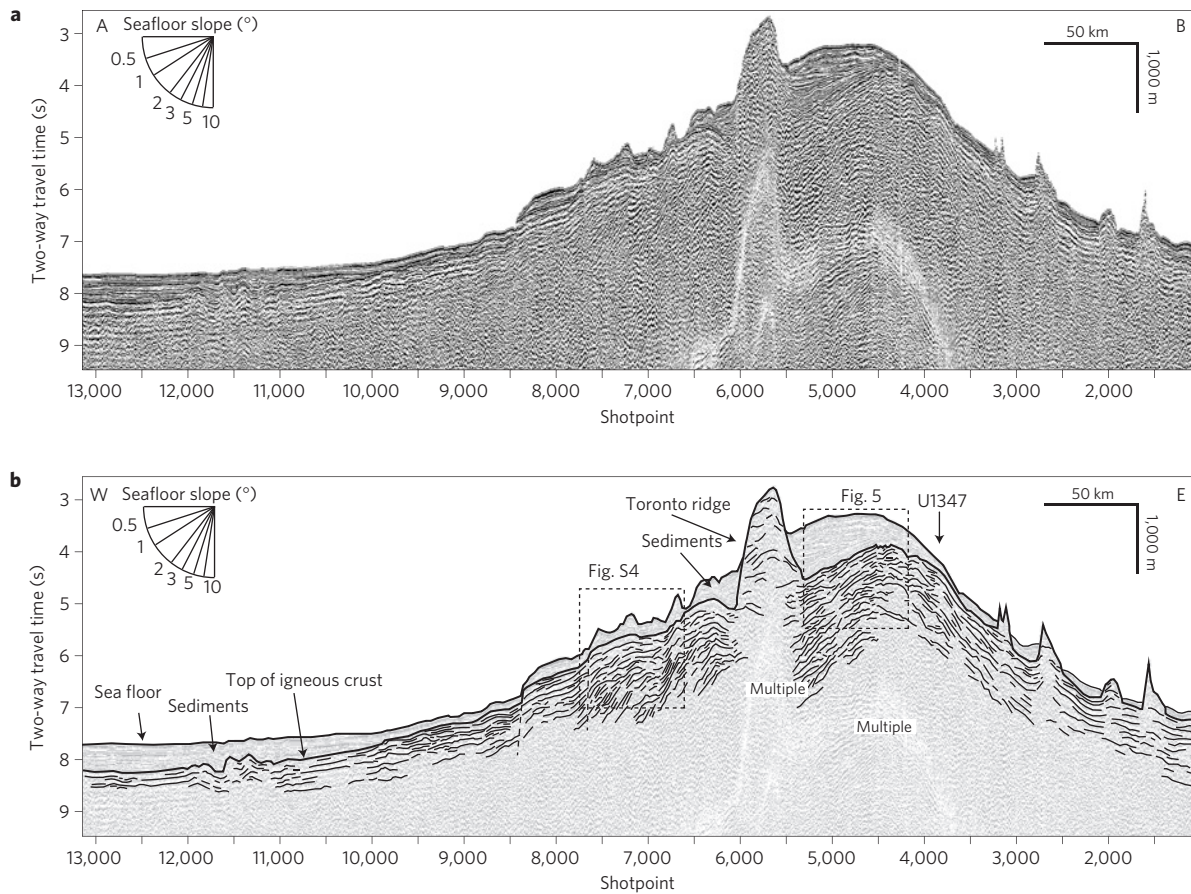 a
A Seafloor slope (°) B
0.5
1
2
3
5
10
50 km
1,000 m
Two-way travel time (s)
3
4
5
6
7
8
9
13,000 12,000 11,000 10,000 9,000 8,000 7,000 6,000 5,000 4,000 3,000 2,000
Shotpoint
b
W Seafloor slope (°) E
0.5
1
2
3
5
10
50 km
1,000 m
Two-way travel time (s)
3
4
5
6
7
8
9
Toronto ridge
Sediments
Fig. 5
U1347
Fig. S4
Sea floor
Sediments
Top of igneous crust
Multiple
Multiple
13,000 12,000 11,000 10,000 9,000 8,000 7,000 6,000 5,000 4,000 3,000 2,000
Shotpoint